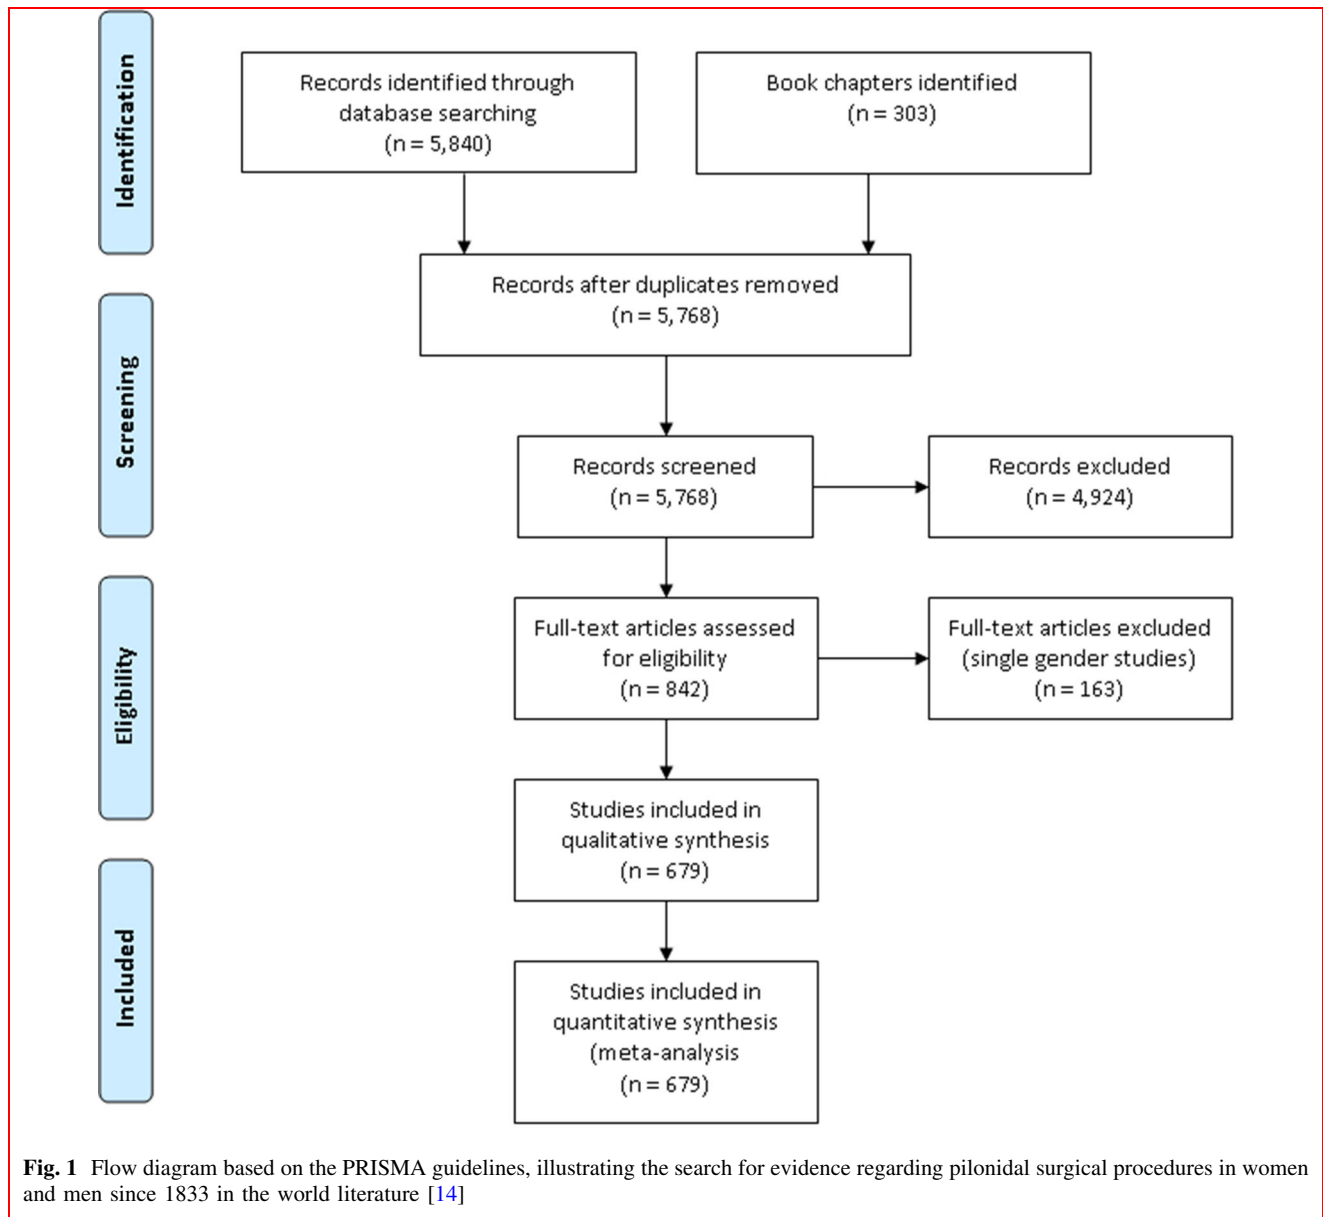 Identification
Records identified through
database searching
(n = 5,840)
Book chapters identified
(n = 303)
Records after duplicates removed
(n = 5,768)
Screening
Records screened
(n = 5,768)
Records excluded
(n = 4,924)
Eligibility
Full-text articles assessed
for eligibility
(n = 842)
Full-text articles excluded
(single gender studies)
(n = 163)
Studies included in
qualitative synthesis
(n = 679)
Included
Studies included in
quantitative synthesis
(meta-analysis
(n = 679)
Fig. 1 Flow diagram based on the PRISMA guidelines, illustrating the search for evidence regarding pilonidal surgical procedures in women
and men since 1833 in the world literature [14]